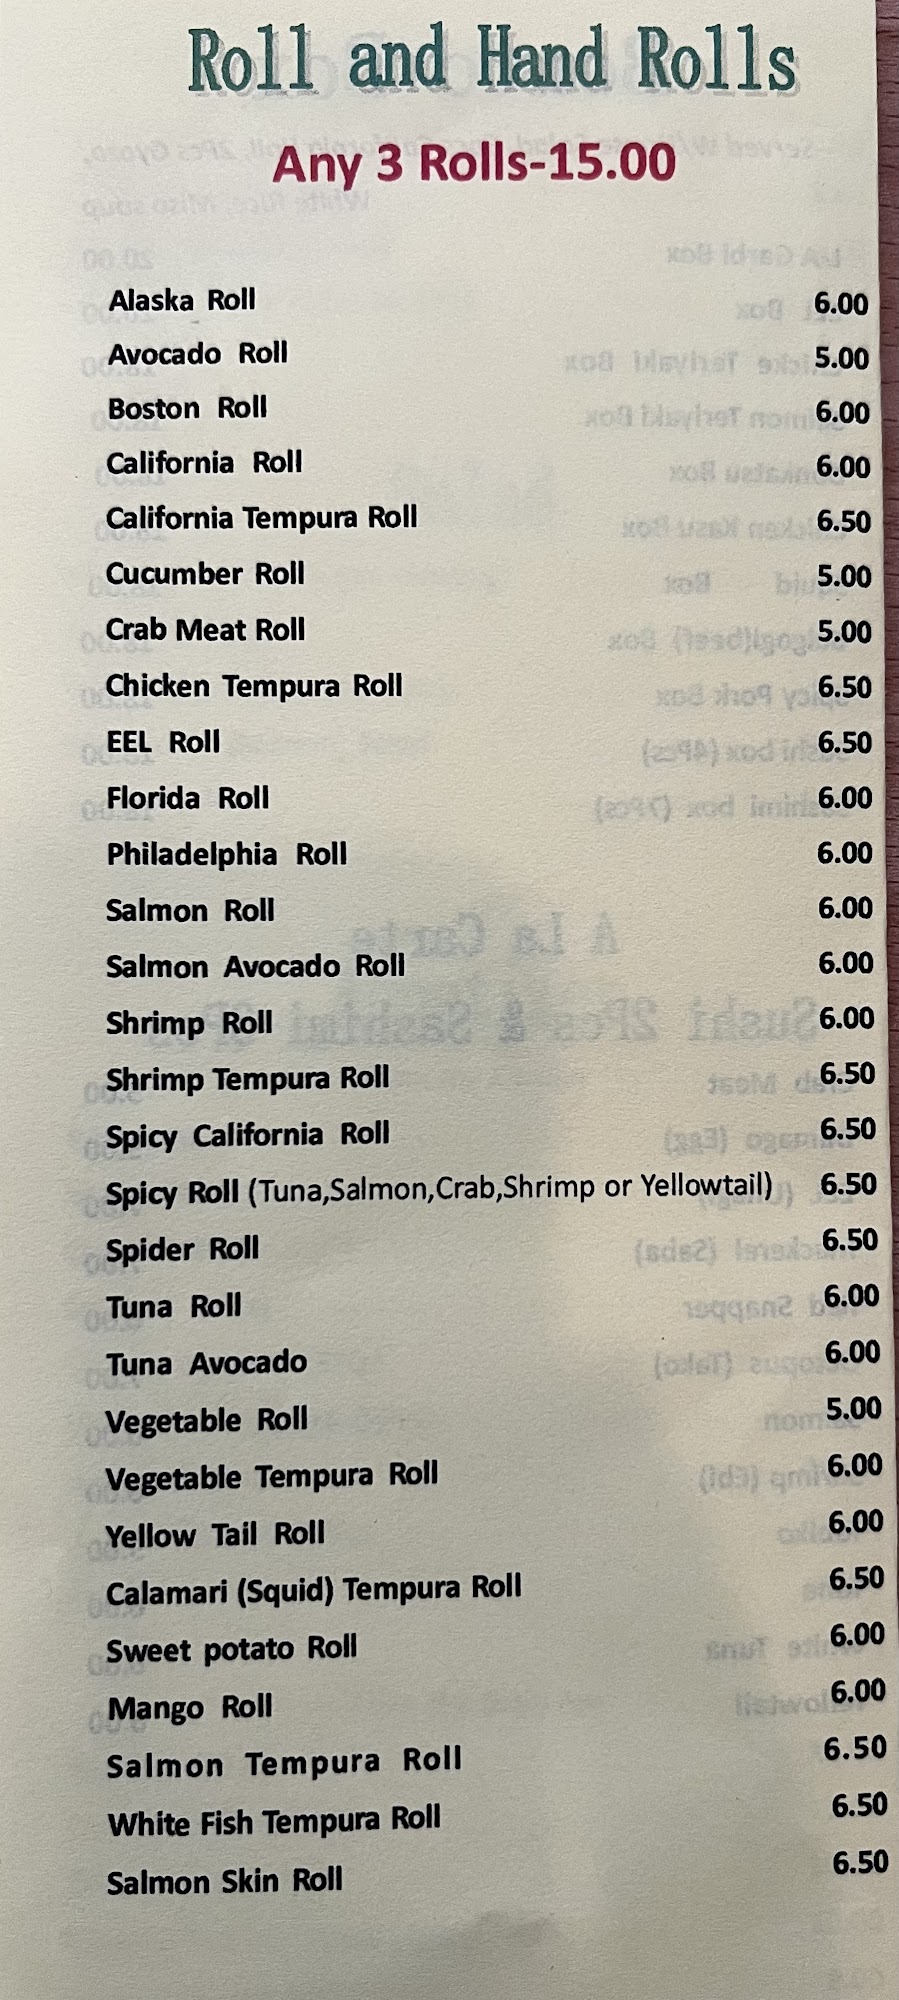 Roll and Hand Rolls
Any 3 Rolls-15.00
Alaska Roll 6.00
Avocado Roll 5.00
Boston Roll 6.00
California Roll 6.00
California Tempura Roll 6.50
Cucumber Roll 5.00
Crab Meat Roll 5.00
Chicken Tempura Roll 6.50
EEL Roll 6.50
Florida Roll 6.00
Philadelphia Roll 6.00
Salmon Roll 6.00
Salmon Avocado Roll 6.00
Shrimp Roll 6.00
Shrimp Tempura Roll 6.50
Spicy California Roll 6.50
Spicy Roll (Tuna,Salmon,Crab,Shrimp or Yellowtail) 6.50
Spider Roll 6.50
Tuna Roll 6.00
Tuna Avocado 6.00
Vegetable Roll 5.00
Vegetable Tempura Roll 6.00
Yellow Tail Roll 6.00
Calamari (Squid) Tempura Roll 6.50
Sweet potato Roll 6.00
Mango Roll 6.00
Salmon Tempura Roll 6.50
White Fish Tempura Roll 6.50
Salmon Skin Roll 6.50